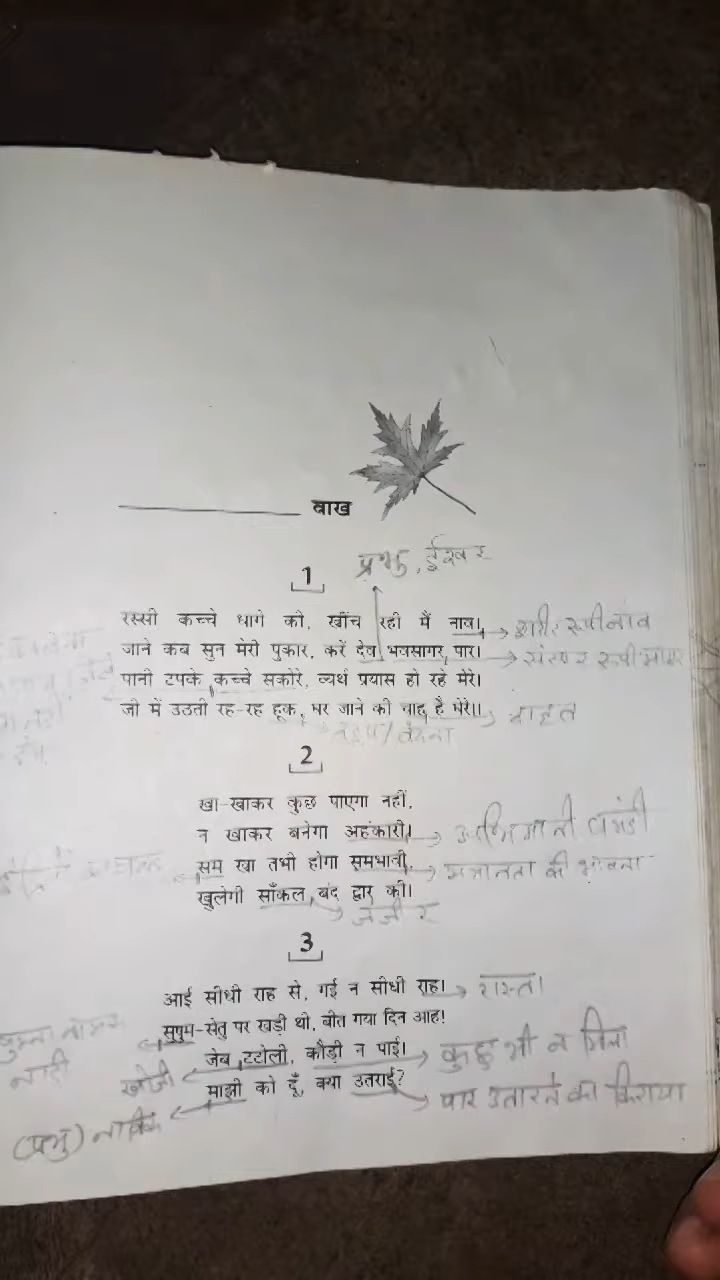 वाख
प्रभु, ईश्वर
1
रस्सी कच्चे धागे की, खींच रही मैं नाव। शरीर रूपी नाव
जाने कब सुन मेरी पुकार, करें देव भवसागर पार। संसार रूपी सागर
पानी टपके कच्चे सकोरे, व्यर्थ प्रयास हो रहे मेरे।
जी में उठती रह-रह हूक, घर जाने की चाह है घेरे॥ चाहत
तड़प/वेदना
2
खा-खाकर कुछ पाएगा नहीं,
न खाकर बनेगा अहंकारी। अभिमानी घमंडी
सम खा तभी होगा समभावी, समानता की भावना
खुलेगी साँकल बंद द्वार की।
जंजीर
3
आई सीधी राह से, गई न सीधी राह। रास्ता
सुषुम-सेतु पर खड़ी थी, बीत गया दिन आह!
जेब टटोली, कौड़ी न पाई। कुछ भी न मिला
नाड़ी
खोजी
माझी को दूँ, क्या उतराई? पार उतारने का किराया
(प्रभु) नाविक